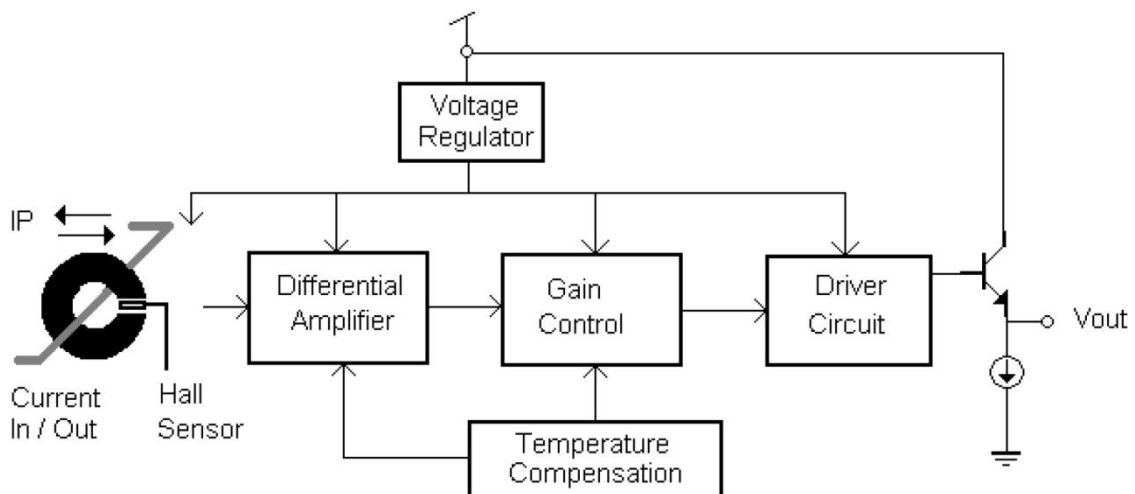 Voltage
Regulator
IP
Differential
Amplifier
Gain
Control
Driver
Circuit
Vout
Current
In / Out
Hall
Sensor
Temperature
Compensation